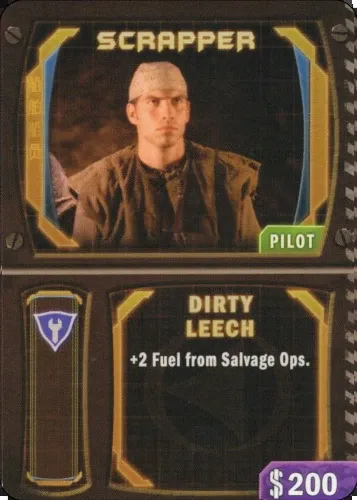 SCRAPPER
PILOT
DIRTY
LEECH
+2 Fuel from Salvage Ops.
$200